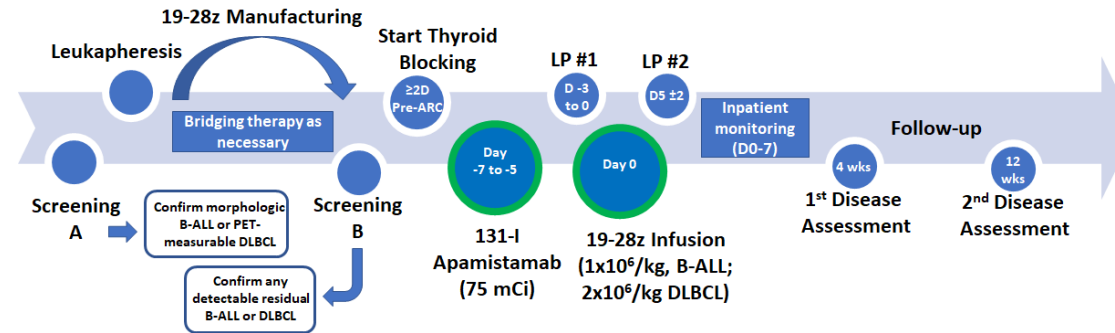 19-28z Manufacturing
Leukapheresis
Start Thyroid
Blocking
LP #1
LP #2
≥2D
Pre-ARC
D -3
to 0
D5 ±2
Bridging therapy as
necessary
Inpatient
monitoring
(D0-7)
Follow-up
Day
-7 to -5
Day 0
4 wks
12
wks
Screening
A
Confirm morphologic
B-ALL or PET-
measurable DLBCL
Screening
B
Confirm any
detectable residual
B-ALL or DLBCL
131-I
Apamistamab
(75 mCi)
19-28z Infusion
(1x10⁶/kg, B-ALL;
2x10⁶/kg DLBCL)
1st Disease
Assessment
2nd Disease
Assessment